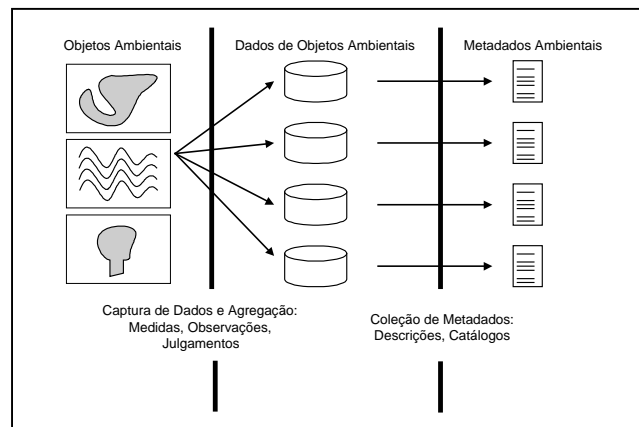 Objetos Ambientais
Dados de Objetos Ambientais
Metadados Ambientais
Captura de Dados e Agregação:
Medidas, Observações,
Julgamentos
Coleção de Metadados:
Descrições, Catálogos